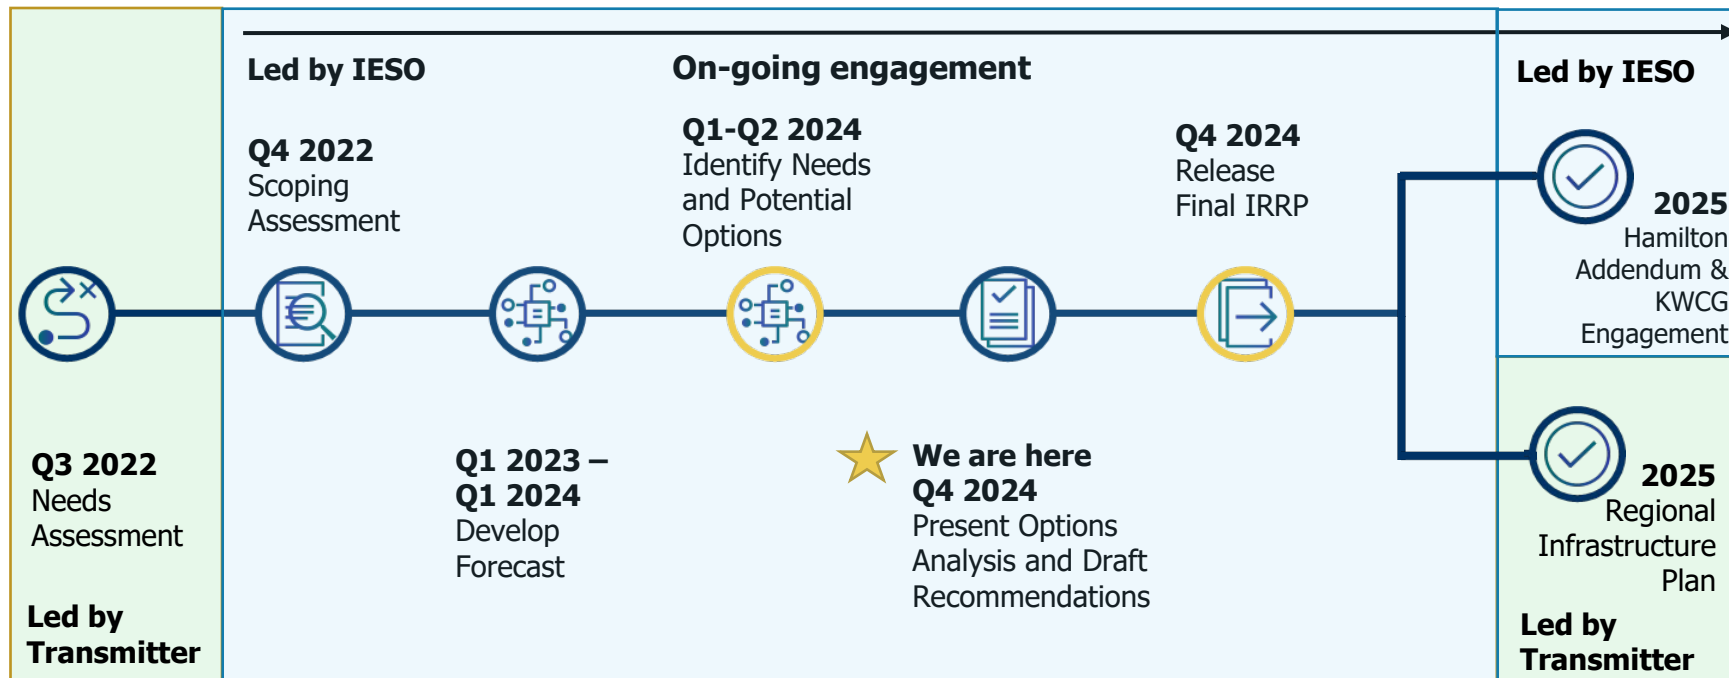 Led by IESO
On-going engagement
Led by IESO
Q3 2022
Needs
Assessment
Led by
Transmitter
Q4 2022
Scoping
Assessment
Q1 2023 –
Q1 2024
Develop
Forecast
Q1-Q2 2024
Identify Needs
and Potential
Options
We are here
Q4 2024
Present Options
Analysis and Draft
Recommendations
Q4 2024
Release
Final IRRP
2025
Hamilton
Addendum &
KWCG
Engagement
2025
Regional
Infrastructure
Plan
Led by
Transmitter